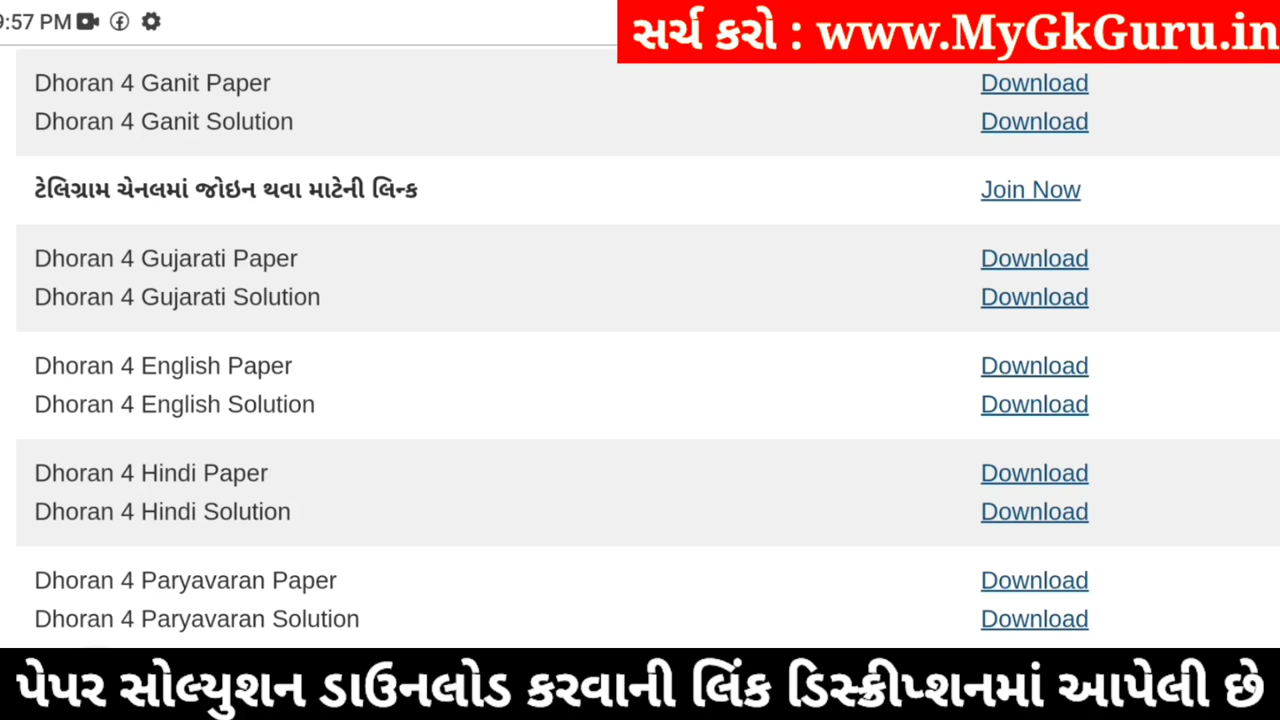 9:57 PM
સર્ચ કરો : www.MyGkGuru.in
Dhoran 4 Ganit Paper Download
Dhoran 4 Ganit Solution Download
ટેલિગ્રામ ચેનલમાં જોઇન થવા માટેની લિન્ક Join Now
Dhoran 4 Gujarati Paper Download
Dhoran 4 Gujarati Solution Download
Dhoran 4 English Paper Download
Dhoran 4 English Solution Download
Dhoran 4 Hindi Paper Download
Dhoran 4 Hindi Solution Download
Dhoran 4 Paryavaran Paper Download
Dhoran 4 Paryavaran Solution Download
પેપર સોલ્યુશન ડાઉનલોડ કરવાની લિંક ડિસ્ક્રીપ્શનમાં આપેલી છે